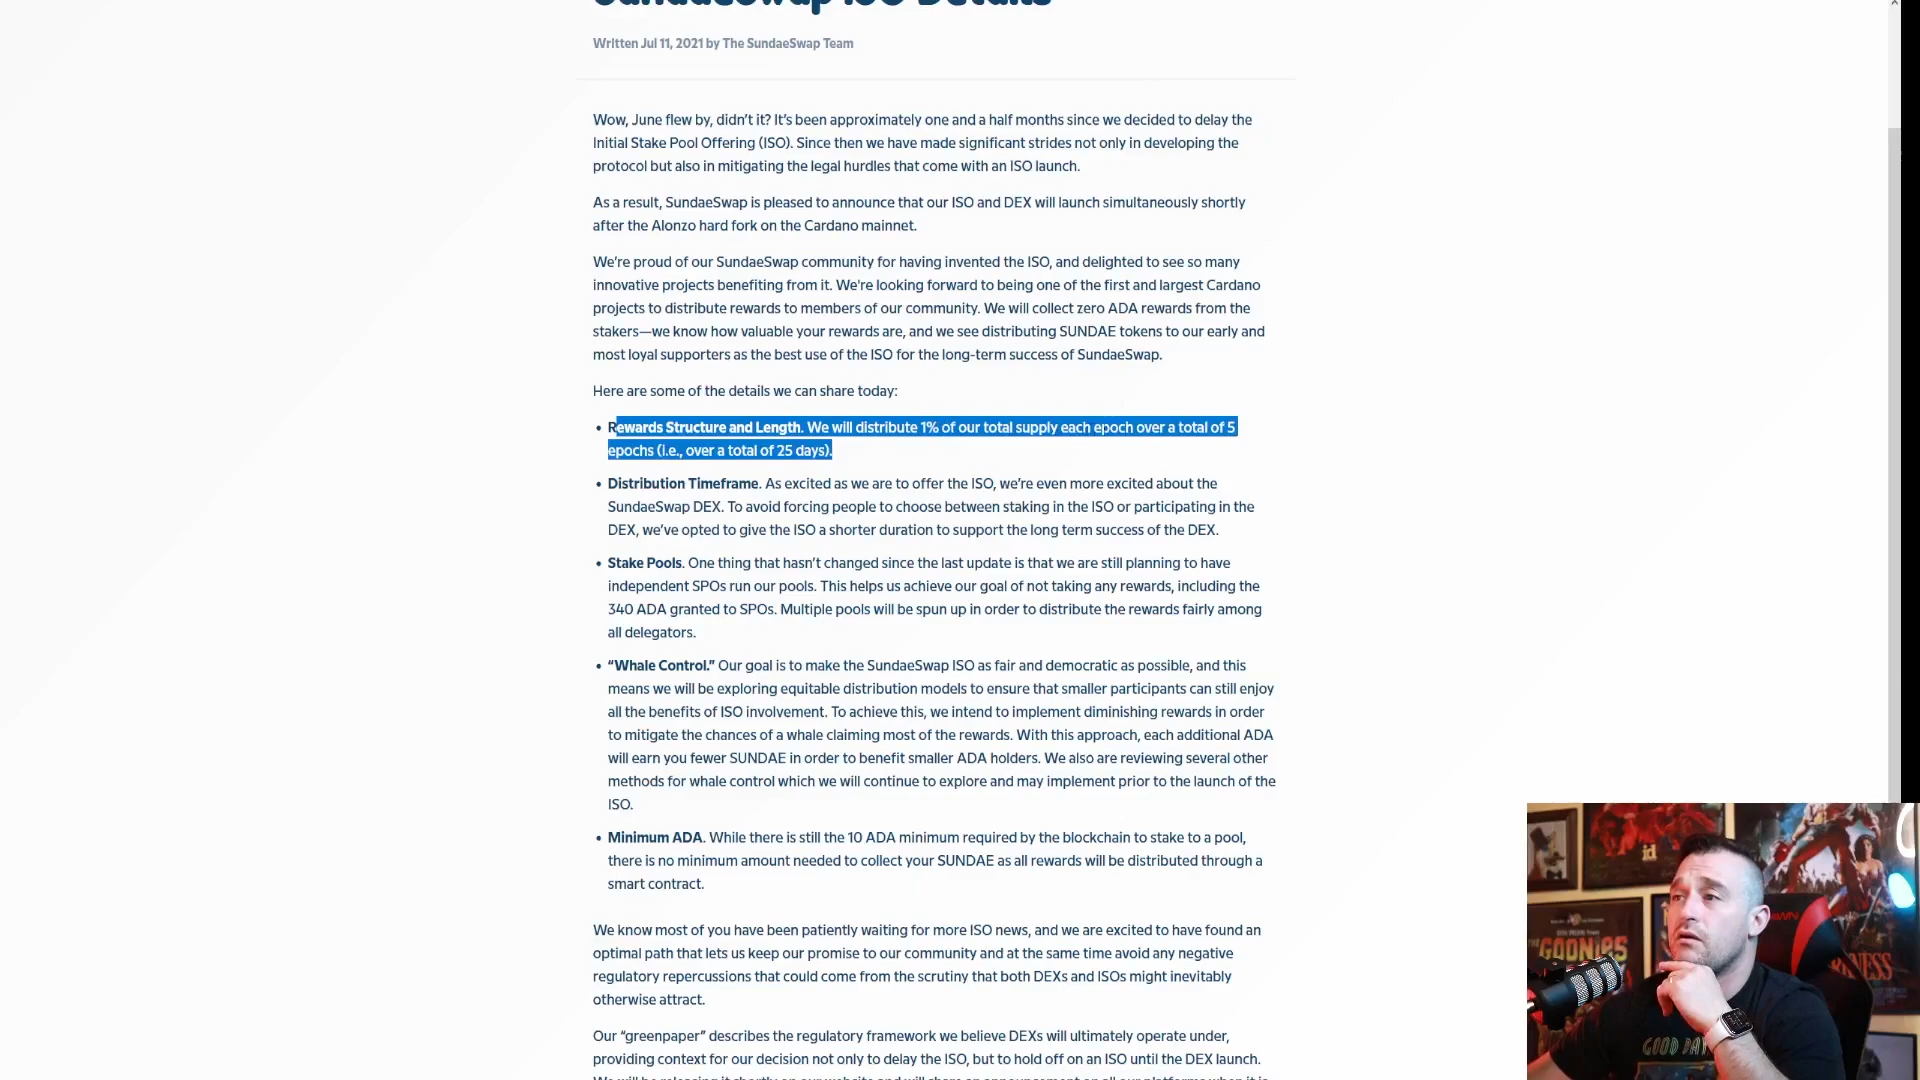 SundaeSwap ISO Details
Written Jul 11, 2021 by The SundaeSwap Team
Wow, June flew by, didn't it? It's been approximately one and a half months since we decided to delay the
Initial Stake Pool Offering (ISO). Since then we have made significant strides not only in developing the
protocol but also in mitigating the legal hurdles that come with an ISO launch.
As a result, SundaeSwap is pleased to announce that our ISO and DEX will launch simultaneously shortly
after the Alonzo hard fork on the Cardano mainnet.
We're proud of our SundaeSwap community for having invented the ISO, and delighted to see so many
innovative projects benefiting from it. We're looking forward to being one of the first and largest Cardano
projects to distribute rewards to members of our community. We will collect zero ADA rewards from the
stakers—we know how valuable your rewards are, and we see distributing SUNDAE tokens to our early and
most loyal supporters as the best use of the ISO for the long-term success of SundaeSwap.
Here are some of the details we can share today:
• Rewards Structure and Length. We will distribute 1% of our total supply each epoch over a total of 5
epochs (i.e., over a total of 25 days).
• Distribution Timeframe. As excited as we are to offer the ISO, we're even more excited about the
SundaeSwap DEX. To avoid forcing people to choose between staking in the ISO or participating in the
DEX, we've opted to give the ISO a shorter duration to support the long term success of the DEX.
• Stake Pools. One thing that hasn't changed since the last update is that we are still planning to have
independent SPOs run our pools. This helps us achieve our goal of not taking any rewards, including the
340 ADA granted to SPOs. Multiple pools will be spun up in order to distribute the rewards fairly among
all delegators.
• “Whale Control.” Our goal is to make the SundaeSwap ISO as fair and democratic as possible, and this
means we will be exploring equitable distribution models to ensure that smaller participants can still enjoy
all the benefits of ISO involvement. To achieve this, we intend to implement diminishing rewards in order
to mitigate the chances of a whale claiming most of the rewards. With this approach, each additional ADA
will earn you fewer SUNDAE in order to benefit smaller ADA holders. We also are reviewing several other
methods for whale control which we will continue to explore and may implement prior to the launch of the
ISO.
• Minimum ADA. While there is still the 10 ADA minimum required by the blockchain to stake to a pool,
there is no minimum amount needed to collect your SUNDAE as all rewards will be distributed through a
smart contract.
We know most of you have been patiently waiting for more ISO news, and we are excited to have found an
optimal path that lets us keep our promise to our community and at the same time avoid any negative
regulatory repercussions that could come from the scrutiny that both DEXs and ISOs might inevitably
otherwise attract.
Our “greenpaper” describes the regulatory framework we believe DEXs will ultimately operate under,
providing context for our decision not only to delay the ISO, but to hold off on an ISO until the DEX launch.
id
GOONIES
GOOD DAY